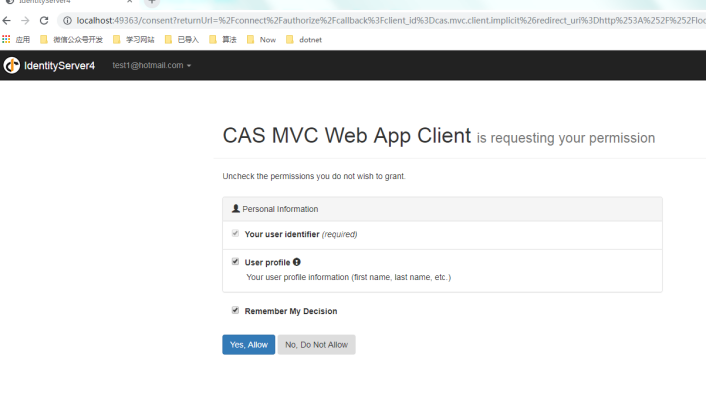 IdentityServer4
localhost:49363/consent?returnUrl=%2Fconnect%2Fauthorize%2Fcallback%3Fclient_id%3Dcas.mvc.client.implicit%26redirect_uri%3Dhttp%253A%252F%252Floc
应用 微信公众号开发 学习网站 已导入 算法 Now dotnet
IdentityServer4 test1@hotmail.com
CAS MVC Web App Client is requesting your permission
Uncheck the permissions you do not wish to grant.
Personal Information
Your user identifier (required)
User profile
Your user profile information (first name, last name, etc.)
Remember My Decision
Yes, Allow No, Do Not Allow